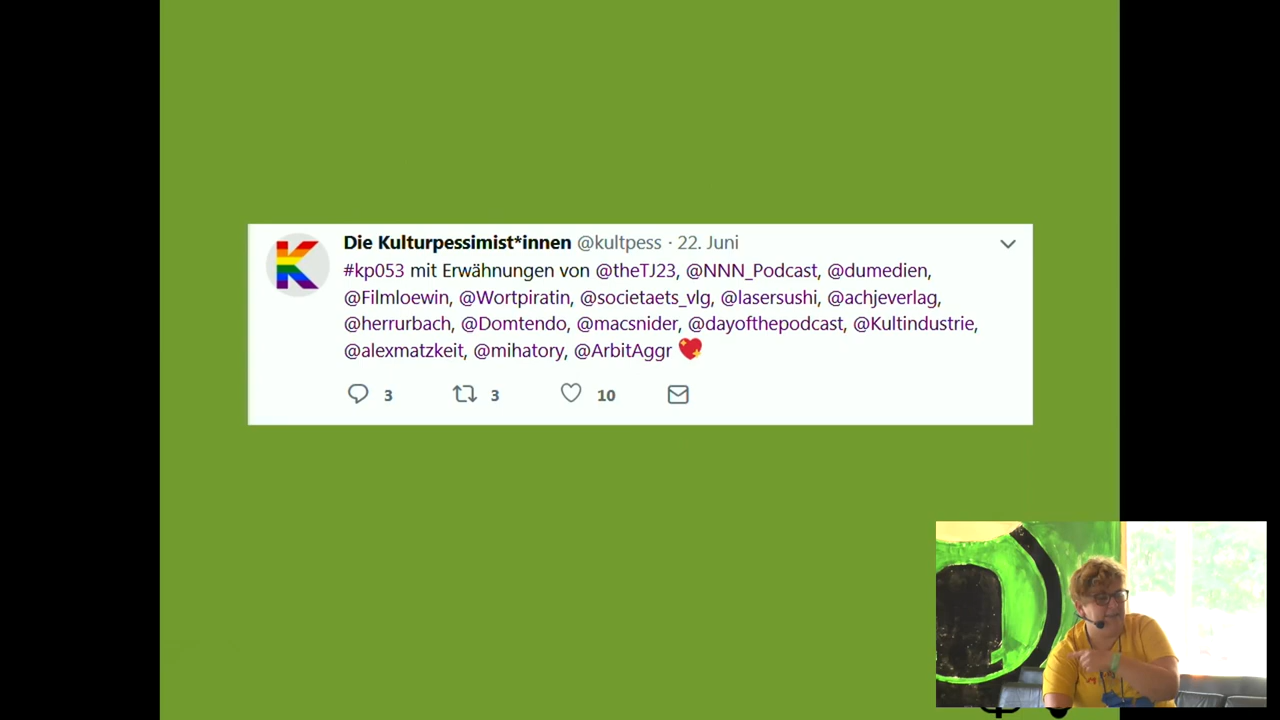 Die Kulturpessimist*innen @kultpess · 22. Juni
#kp053 mit Erwähnungen von @theTJ23, @NNN_Podcast, @dumedien,
@Filmloewin, @Wortpiratin, @societaets_vlg, @lasersushi, @achjeverlag,
@herrurbach, @Domtendo, @macsnider, @dayofthepodcast, @Kultindustrie,
@alexmatzkeit, @mihatory, @ArbitAggr 💖
3 3 10